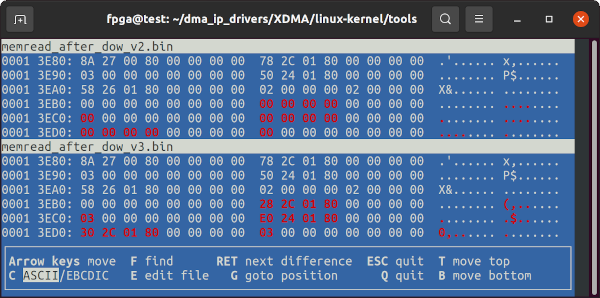 fpga@test: ~/dma_ip_drivers/XDMA/linux-kernel/tools
memread_after_dow_v2.bin
0001 3E80: 8A 27 00 80 00 00 00 00 78 2C 01 80 00 00 00 00 .'...... x,......
0001 3E90: 03 00 00 00 00 00 00 00 50 24 01 80 00 00 00 00 ........ P$......
0001 3EA0: 58 26 01 80 00 00 00 00 02 00 00 00 02 00 00 00 X&...... ........
0001 3EB0: 00 00 00 00 00 00 00 00 00 00 00 00 00 00 00 00 ........ ........
0001 3EC0: 00 00 00 00 00 00 00 00 00 00 00 00 00 00 00 00 ........ ........
0001 3ED0: 00 00 00 00 00 00 00 00 00 00 00 00 00 00 00 00 ........ ........
memread_after_dow_v3.bin
0001 3E80: 8A 27 00 80 00 00 00 00 78 2C 01 80 00 00 00 00 .'...... x,......
0001 3E90: 03 00 00 00 00 00 00 00 50 24 01 80 00 00 00 00 ........ P$......
0001 3EA0: 58 26 01 80 00 00 00 00 02 00 00 00 02 00 00 00 X&...... ........
0001 3EB0: 00 00 00 00 00 00 00 00 28 2C 01 80 00 00 00 00 ........ (,......
0001 3EC0: 03 00 00 00 00 00 00 00 E0 24 01 80 00 00 00 00 ........ .$......
0001 3ED0: 30 2C 01 80 00 00 00 00 03 00 00 00 00 00 00 00 0,...... ........
Arrow keys move F find RET next difference ESC quit T move top
C ASCII/EBCDIC E edit file G goto position Q quit B move bottom